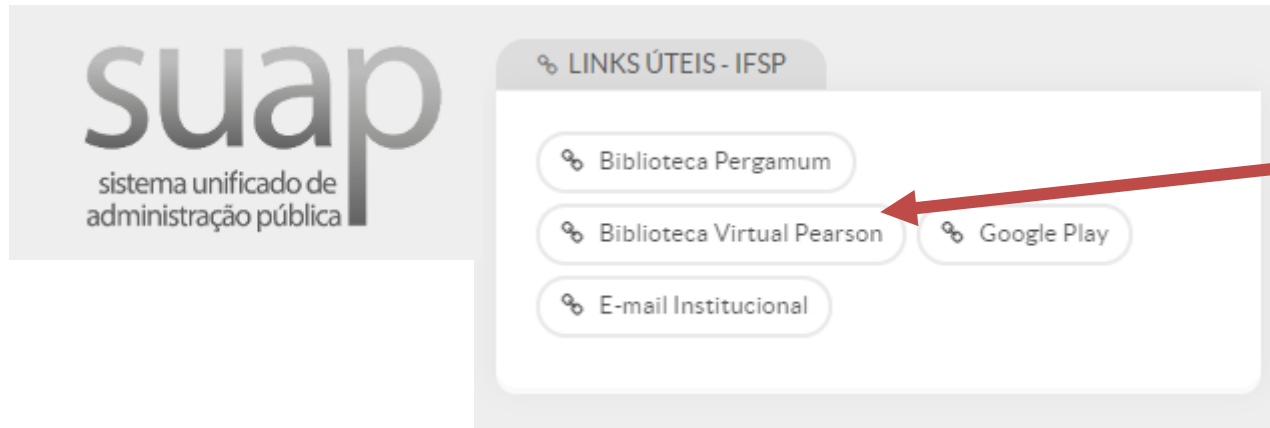 suap
sistema unificado de
administração pública
LINKS ÚTEIS - IFSP
Biblioteca Pergamum
Biblioteca Virtual Pearson
Google Play
E-mail Institucional